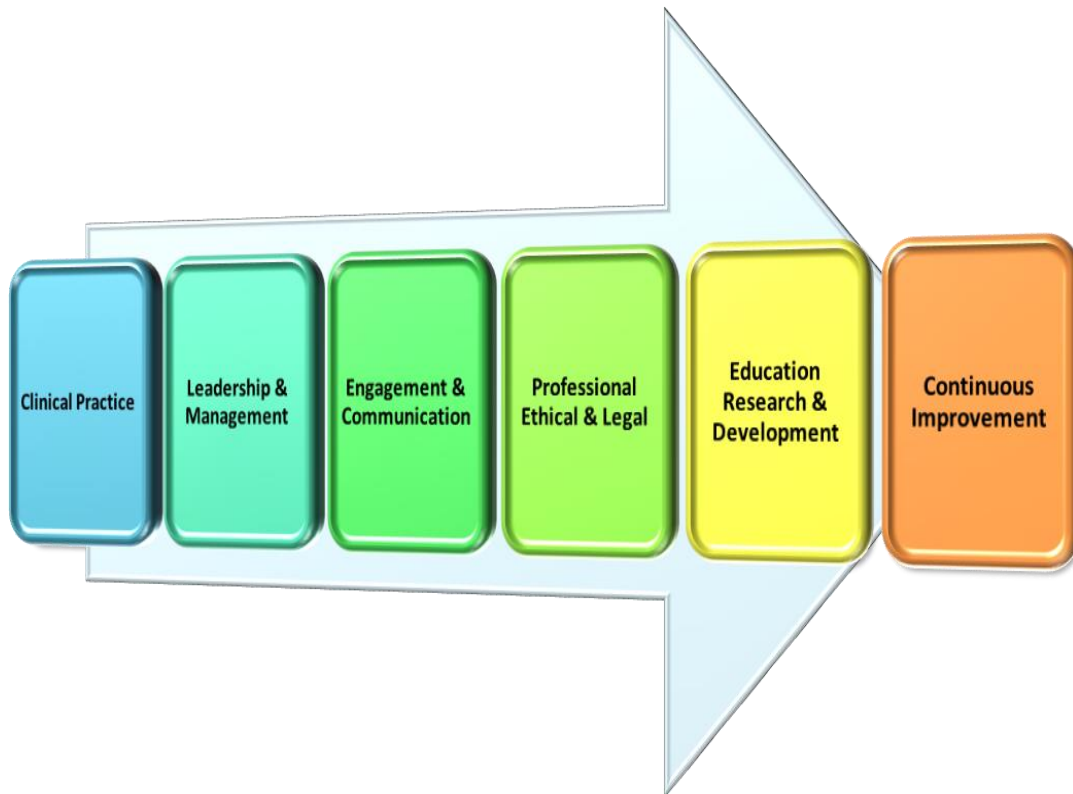 Clinical Practice
Leadership &
Management
Engagement &
Communication
Professional
Ethical & Legal
Education
Research &
Development
Continuous
Improvement